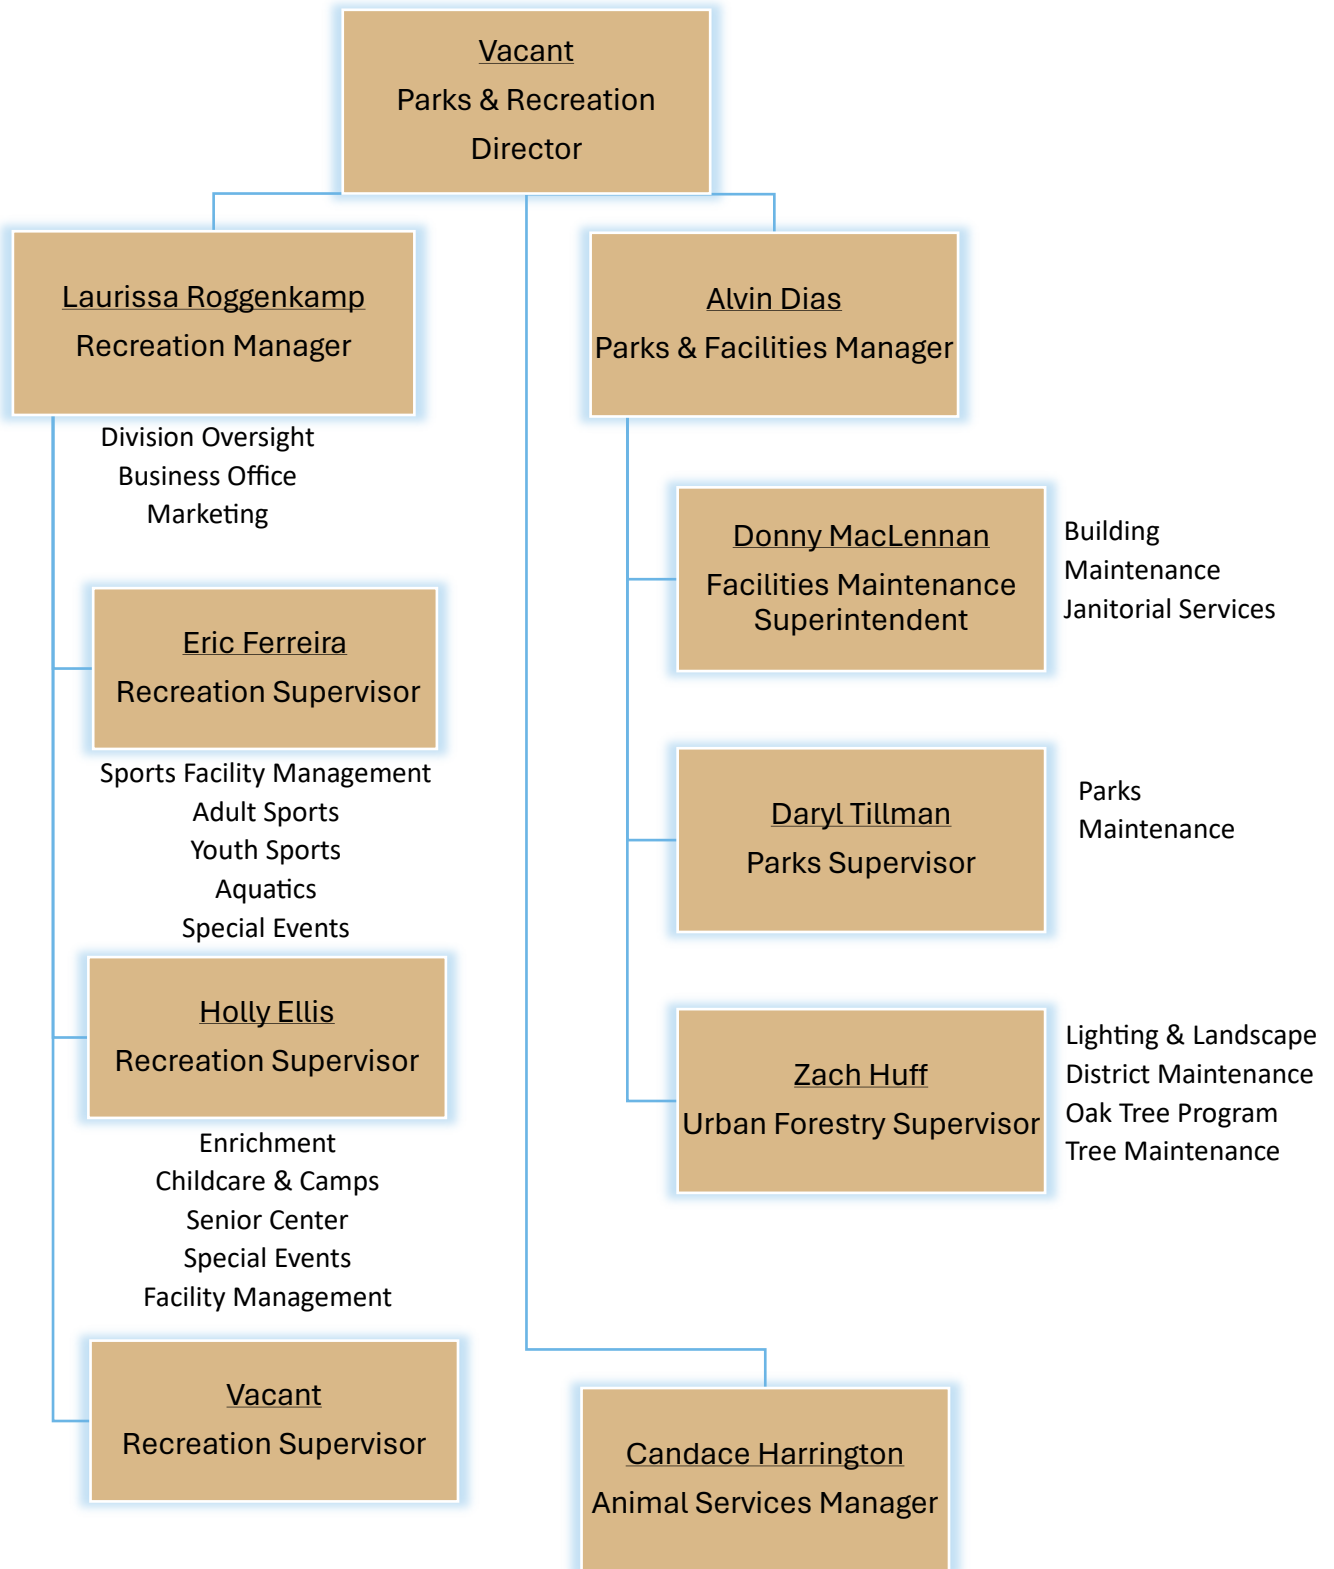 Vacant
Parks & Recreation
Director
Laurissa Roggenkamp
Recreation Manager
Division Oversight
Business Office
Marketing
Eric Ferreira
Recreation Supervisor
Sports Facility Management
Adult Sports
Youth Sports
Aquatics
Special Events
Holly Ellis
Recreation Supervisor
Enrichment
Childcare & Camps
Senior Center
Special Events
Facility Management
Vacant
Recreation Supervisor
Alvin Dias
Parks & Facilities Manager
Donny MacLennan
Facilities Maintenance
Superintendent
Building
Maintenance
Janitorial Services
Daryl Tillman
Parks Supervisor
Parks
Maintenance
Zach Huff
Urban Forestry Supervisor
Lighting & Landscape
District Maintenance
Oak Tree Program
Tree Maintenance
Candace Harrington
Animal Services Manager